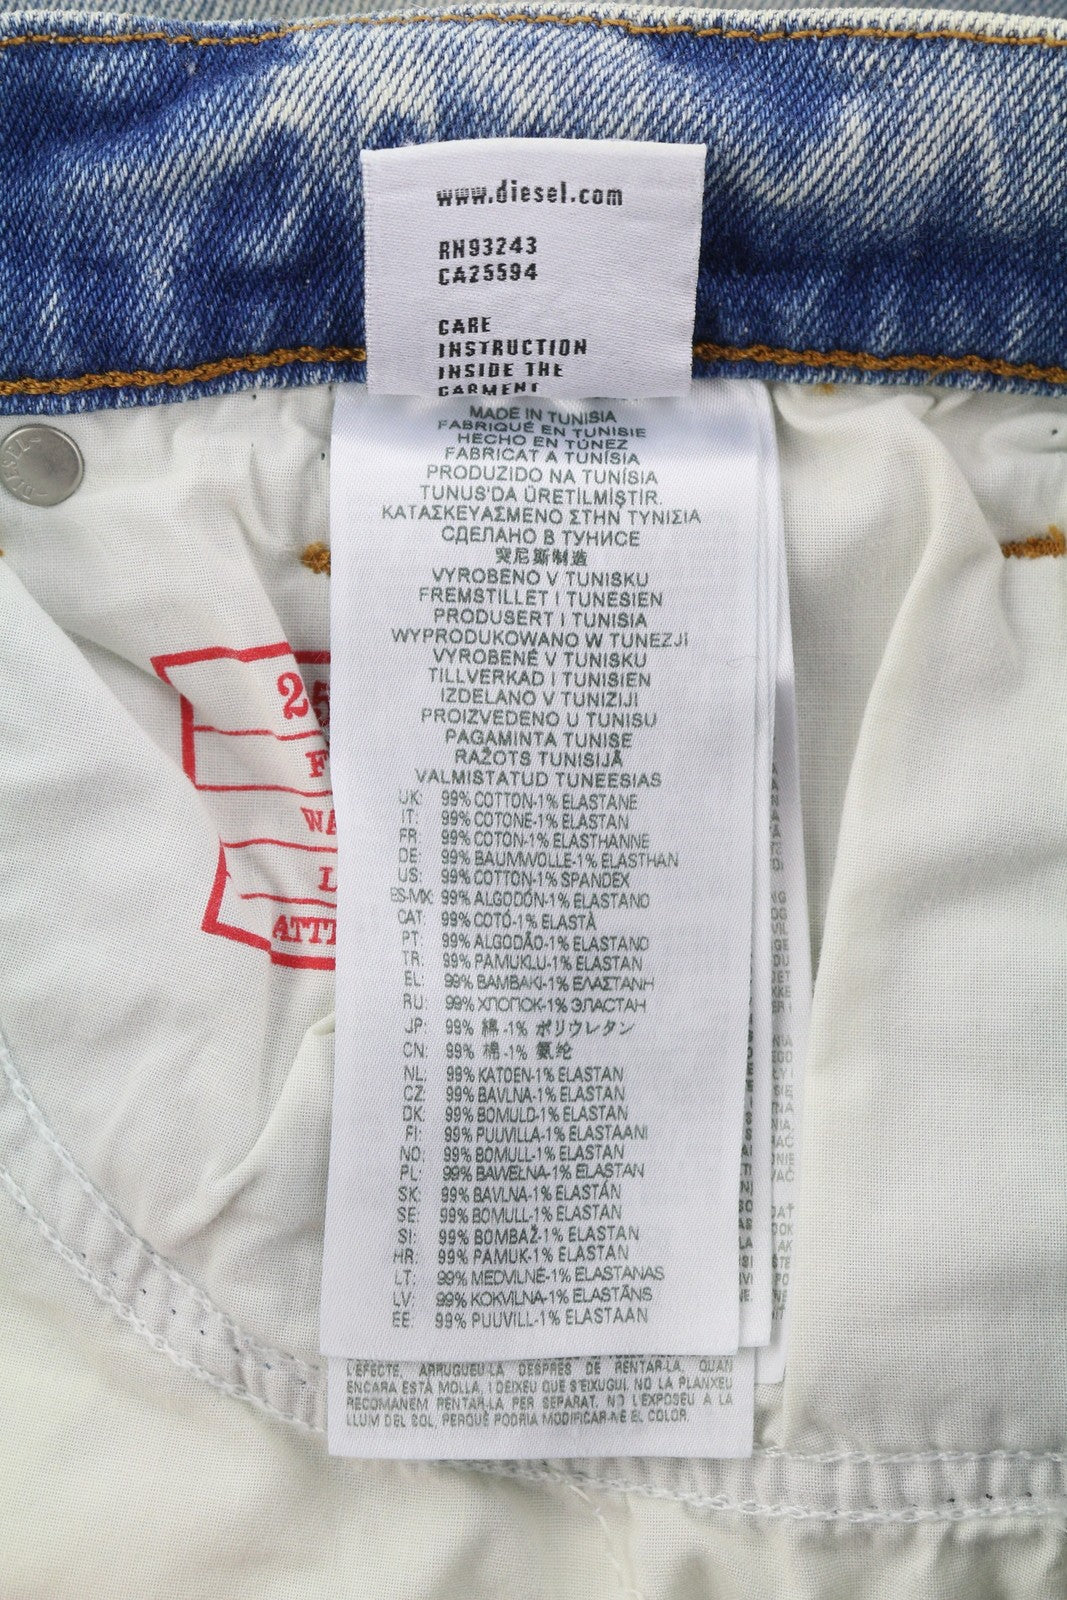 www.diesel.com
RN93243
CA25594
CARE
INSTRUCTION
INSIDE THE
GARMENT
MADE IN TUNISIA
FABRIQUÉ EN TUNISIE
HECHO EN TÚNEZ
FABRICAT A TUNÍSIA
PRODUZIDO NA TUNÍSIA
TUNUS'DA ÜRETİLMİŞTİR.
ΚΑΤΑΣΚΕΥΑΣΜΕΝΟ ΣΤΗΝ ΤΥΝΙΣΙΑ
СДЕЛАНО В ТУНИСЕ
突尼斯制造
VYROBENO V TUNISKU
FREMSTILLET I TUNESIEN
PRODUSERT I TUNISIA
WYPRODUKOWANO W TUNEZJI
VYROBENÉ V TUNISKU
TILLVERKAD I TUNISIEN
IZDELANO V TUNIZIJI
PROIZVEDENO U TUNISU
PAGAMINTA TUNISE
RAŽOTS TUNISIJĀ
VALMISTATUD TUNEESIAS
UK: 99% COTTON-1% ELASTANE
IT: 99% COTONE-1% ELASTAN
FR: 99% COTON-1% ELASTHANNE
DE: 99% BAUMWOLLE-1% ELASTHAN
US: 99% COTTON-1% SPANDEX
ES-MX: 99% ALGODÓN-1% ELASTANO
CAT: 99% COTÓ-1% ELASTÀ
PT: 99% ALGODÃO-1% ELASTANO
TR: 99% PAMUKLU-1% ELASTAN
EL: 99% ΒΑΜΒΑΚΙ-1% ΕΛΑΣΤΑΝΗ
RU: 99% ХЛОПОК-1% ЭЛАСТАН
JP: 99% 綿 -1% ポリウレタン
CN: 99% 棉 -1% 氨纶
NL: 99% KATOEN-1% ELASTAN
CZ: 99% BAVLNA-1% ELASTAN
DK: 99% BOMULD-1% ELASTAN
FI: 99% PUUVILLA-1% ELASTAANI
NO: 99% BOMULL-1% ELASTAN
PL: 99% BAWEŁNA-1% ELASTAN
SK: 99% BAVLNA-1% ELASTÁN
SE: 99% BOMULL-1% ELASTAN
SI: 99% BOMBAŽ-1% ELASTAN
HR: 99% PAMUK-1% ELASTAN
LT: 99% MEDVILNĖ-1% ELASTANAS
LV: 99% KOKVILNA-1% ELASTĀNS
EE: 99% PUUVILL-1% ELASTAAN
L'EFECTE, ARRUGUEU-LA DESPRÉS DE RENTAR-LA, QUAN
ENCARA ESTÀ MOLLA, I DEIXEU QUE S'EIXUGUI. NO LA PLANXEU
RECOMANEM RENTAR-LA PER SEPARAT. NO L'EXPOSEU A LA
LLUM DEL SOL, PERQUÈ PODRIA MODIFICAR-NE EL COLOR.
DIESEL